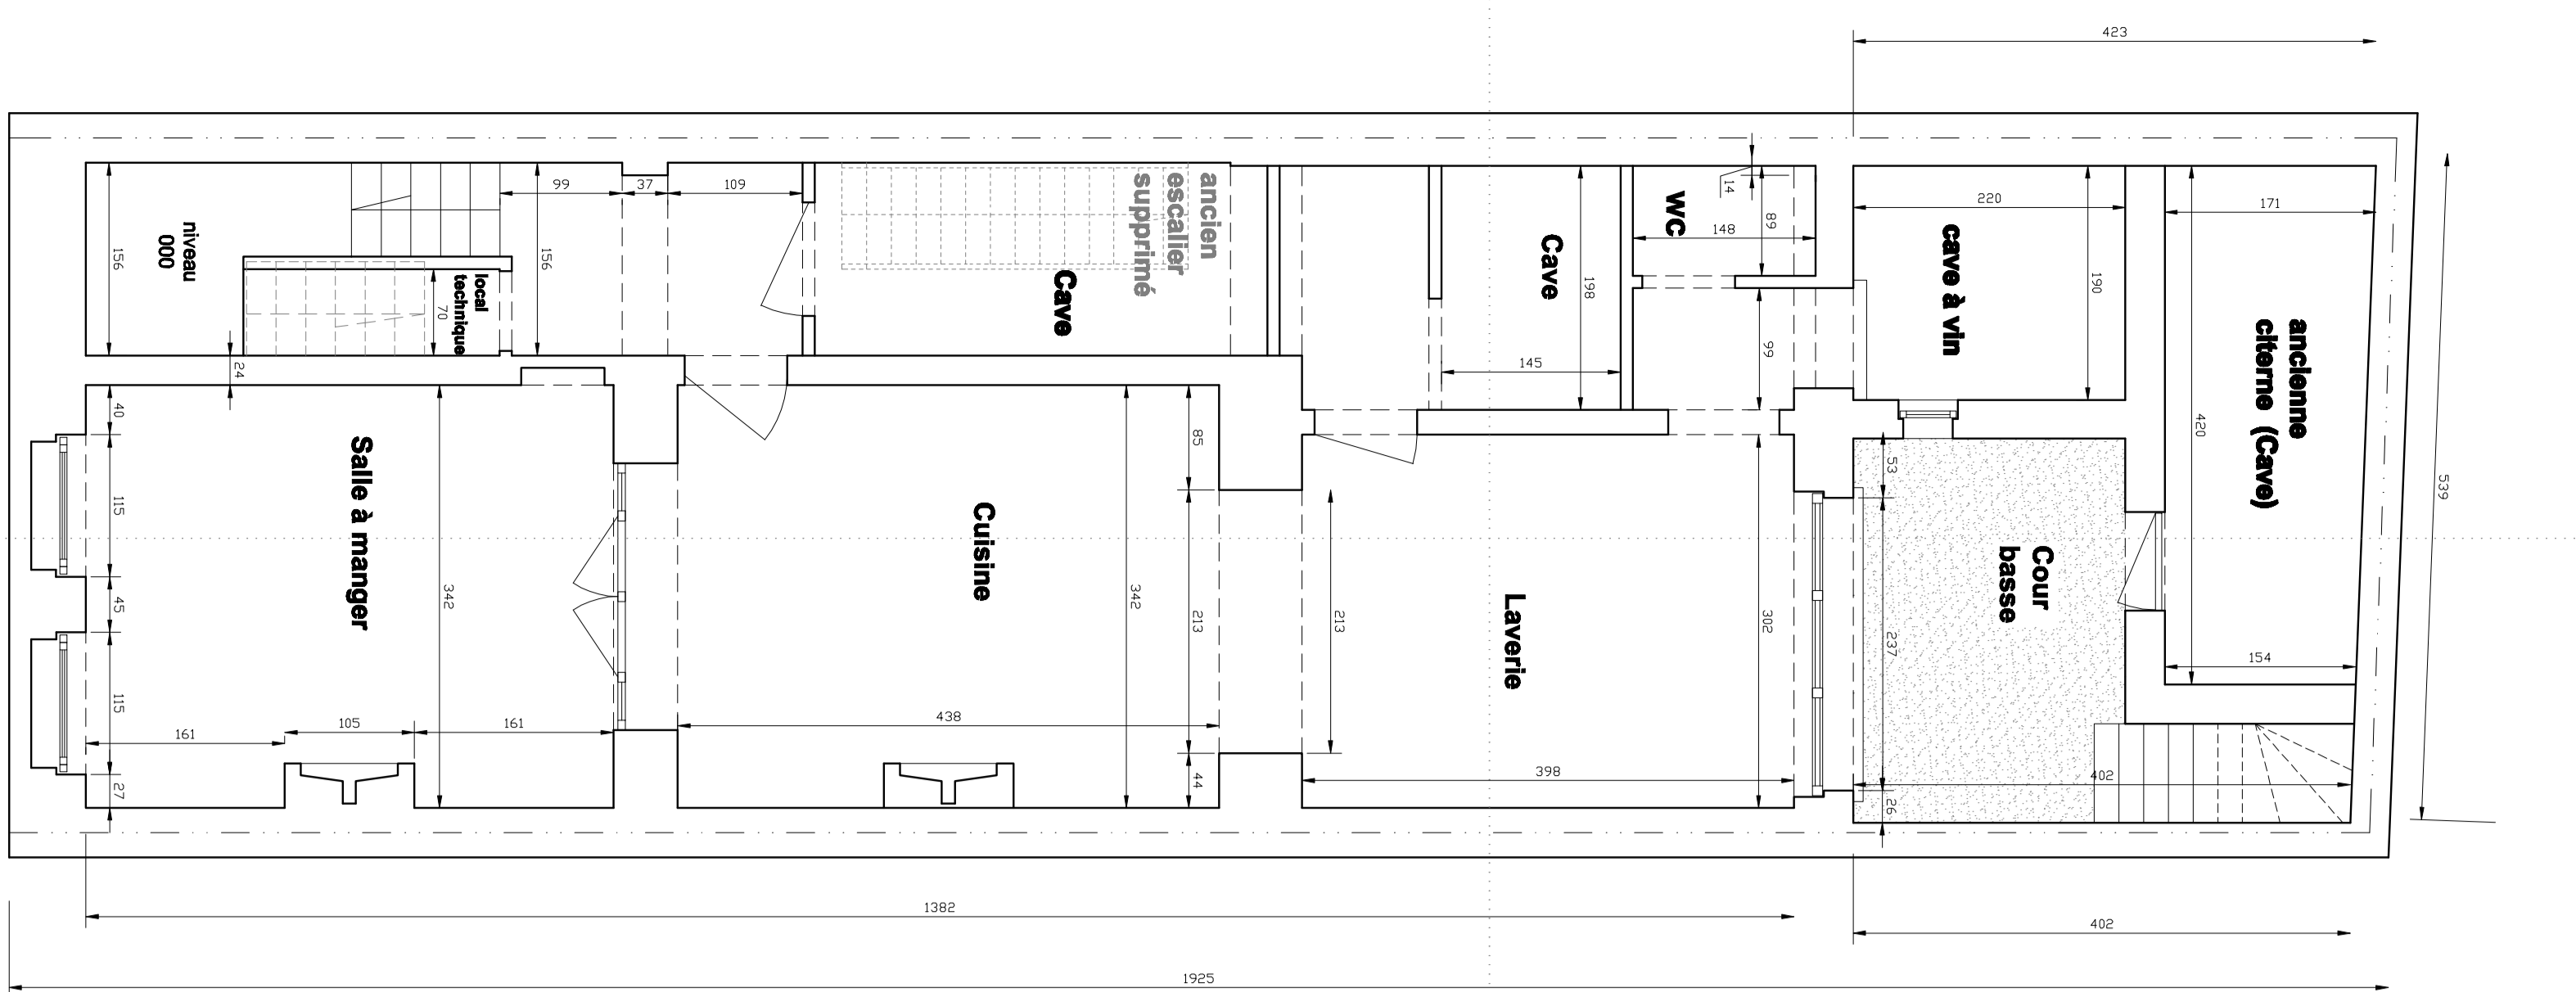 423
539
99
37
109
156
niveau
000
local
technique
70
156
24
ancien
escalier
supprimé
Cave
Cave
198
145
WC
14
89
148
99
220
cave à vin
190
171
ancienne
citerne (Cave)
420
154
40
115
45
115
27
Salle à manger
342
161
105
161
Cuisine
438
342
85
213
44
213
Laverie
398
302
53
237
26
Cour
basse
402
1382
402
1925